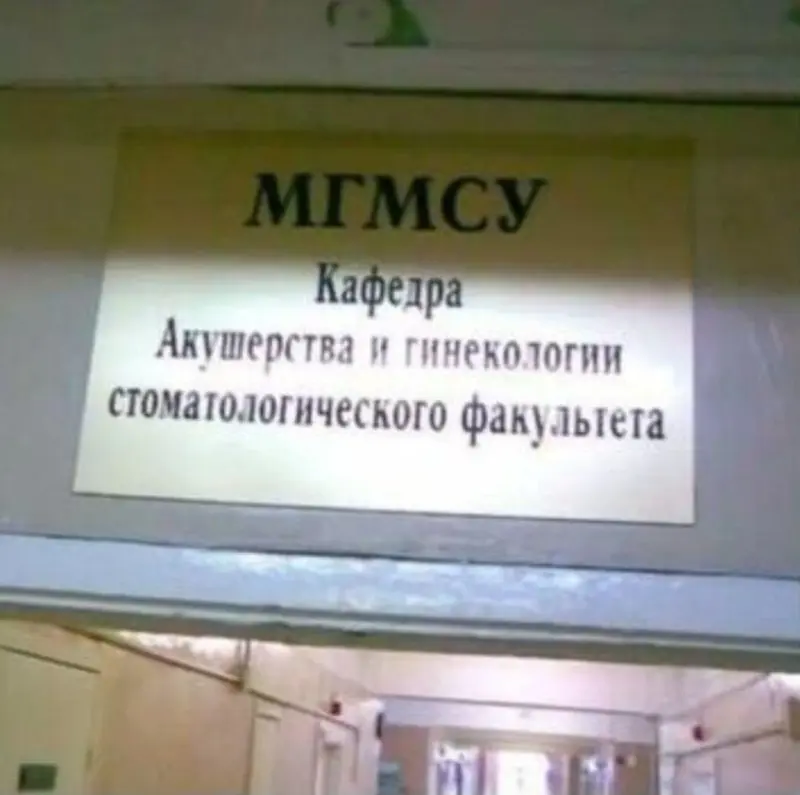 МГМСУ
Кафедра
Акушерства и гинекологии
стоматологического факультета